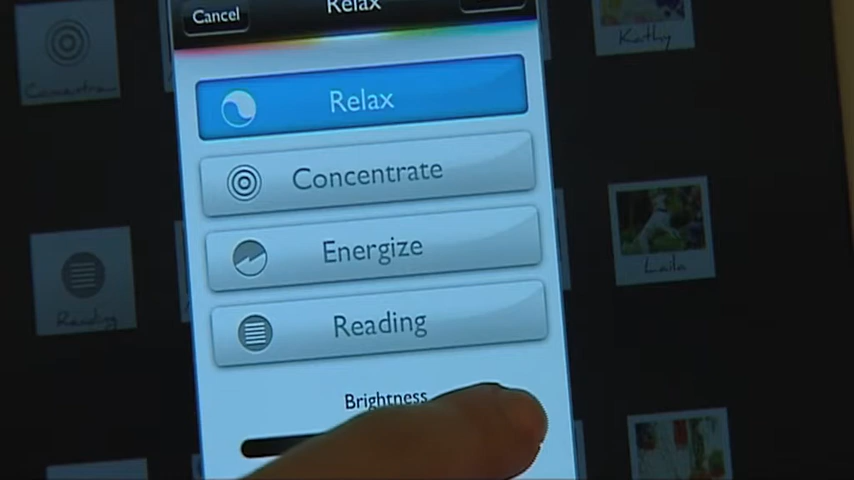 Cancel
Relax
Relax
Concentrate
Energize
Reading
Brightness
Reading
Kathy
Laila